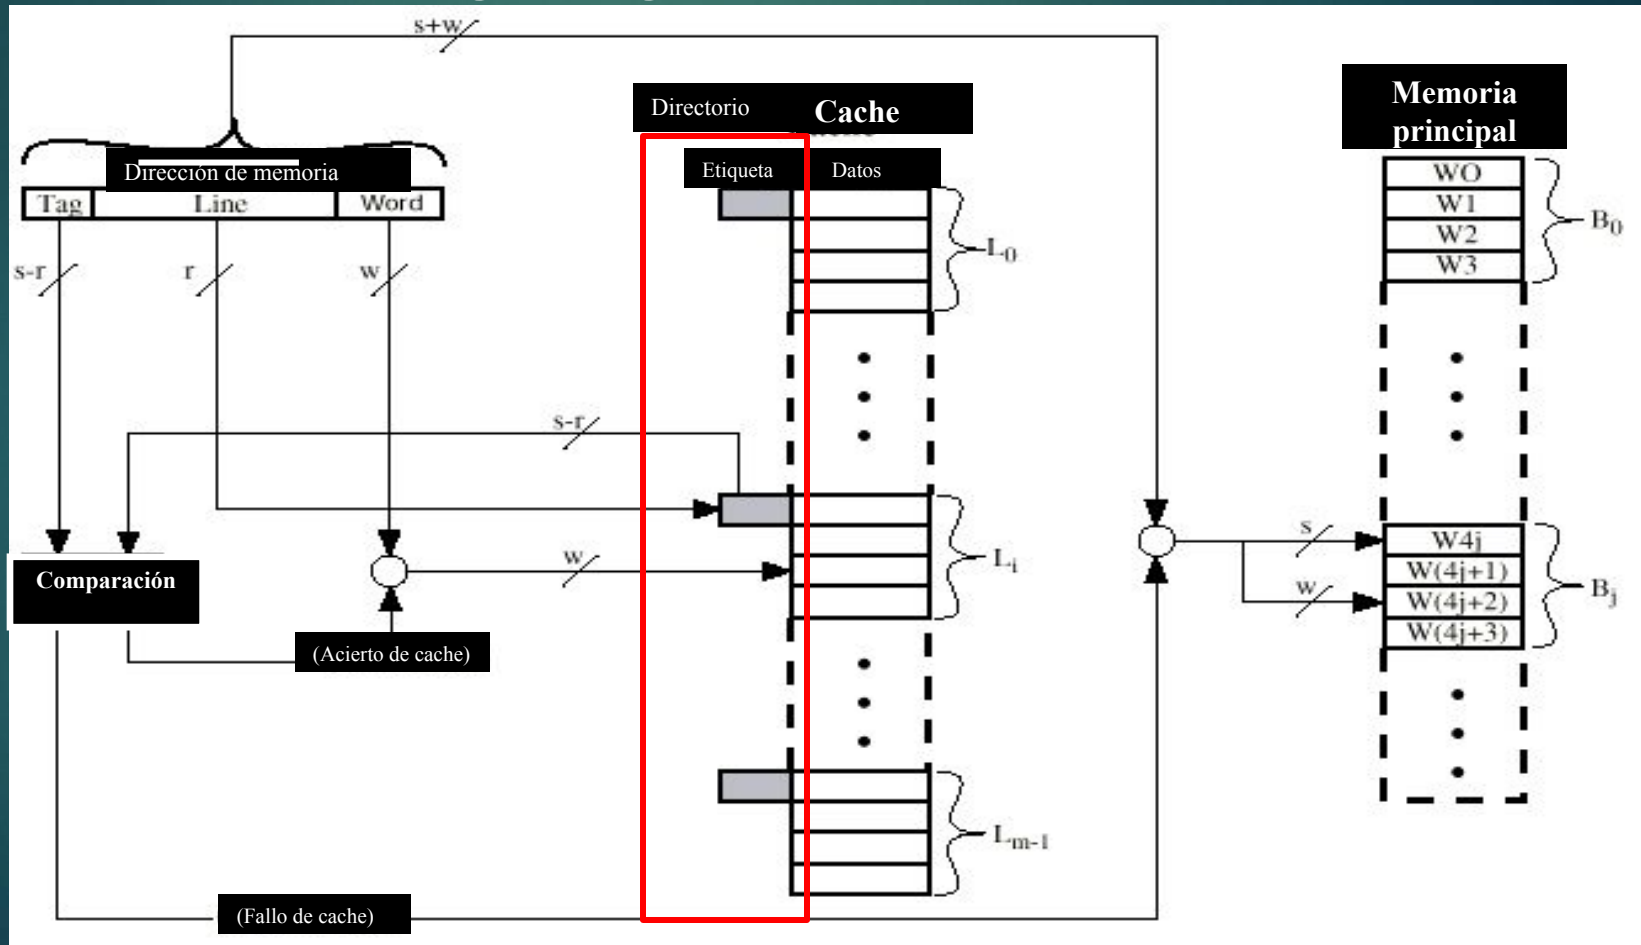 s+w
Directorio
Cache
Memoria
principal
Dirección de memoria
Etiqueta
Datos
Tag
Line
Word
W0
W1
W2
W3
B0
L0
s-r
r
w
s-r
s
W4j
W(4j+1)
W(4j+2)
W(4j+3)
Bj
w
w
Li
Comparación
(Acierto de cache)
Lm-1
(Fallo de cache)